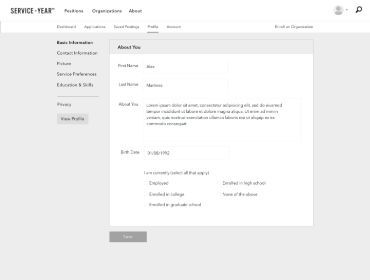 SERVICE + YEAR™ Positions Organizations About
Dashboard Applications Saved Postings Profile Account Enroll an Organization
Basic Information
Contact Information
Picture
Service Preferences
Education & Skills
Privacy
View Profile
About You
First Name Alex
Last Name Martinez
About You Lorem ipsum dolor sit amet, consectetur adipisicing elit, sed do eiusmod
tempor incididunt ut labore et dolore magna aliqua. Ut enim ad minim
veniam, quis nostrud exercitation ullamco laboris nisi ut aliquip ex ea
commodo consequat.
Birth Date 01/08/1992
I am currently (select all that apply)
Employed Enrolled in high school
Enrolled in college None of the above
Enrolled in graduate school
Save